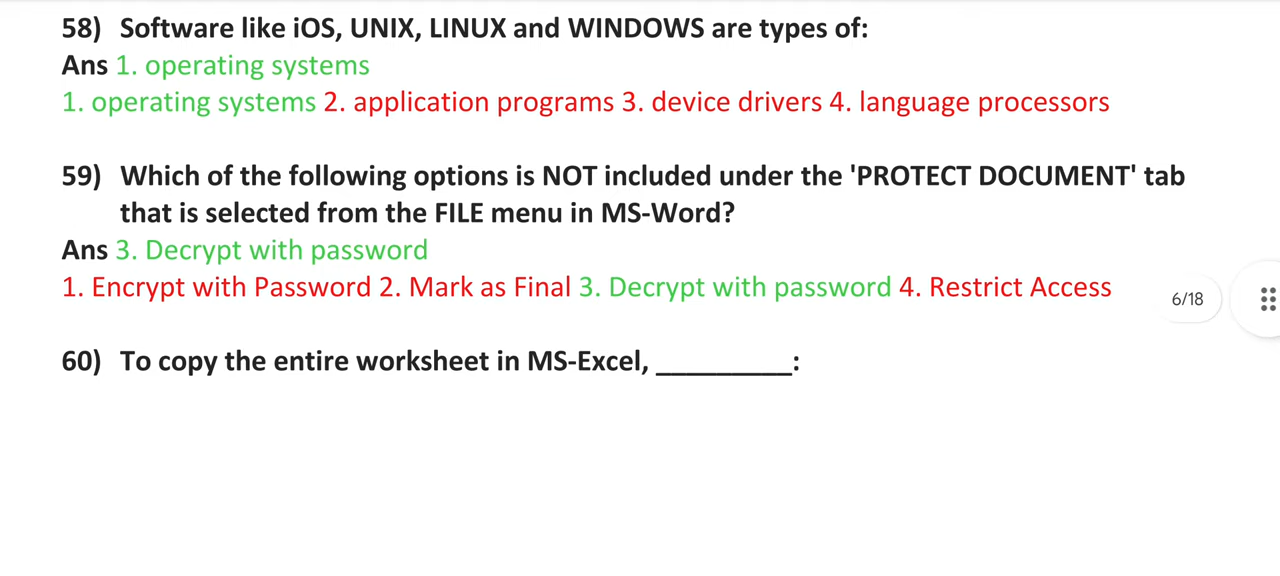 58) Software like iOS, UNIX, LINUX and WINDOWS are types of:
Ans 1. operating systems
1. operating systems 2. application programs 3. device drivers 4. language processors
59) Which of the following options is NOT included under the 'PROTECT DOCUMENT' tab
that is selected from the FILE menu in MS-Word?
Ans 3. Decrypt with password
1. Encrypt with Password 2. Mark as Final 3. Decrypt with password 4. Restrict Access
6/18
60) To copy the entire worksheet in MS-Excel, _________: